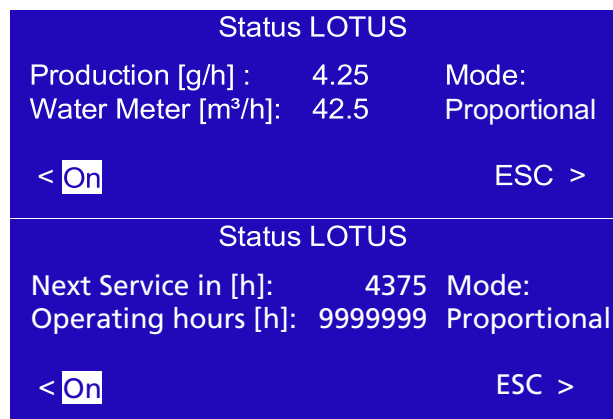 Status LOTUS
Production [g/h] : 4.25 Mode:
Water Meter [m³/h]: 42.5 Proportional
< On ESC >
Status LOTUS
Next Service in [h]: 4375 Mode:
Operating hours [h]: 9999999 Proportional
< On ESC >